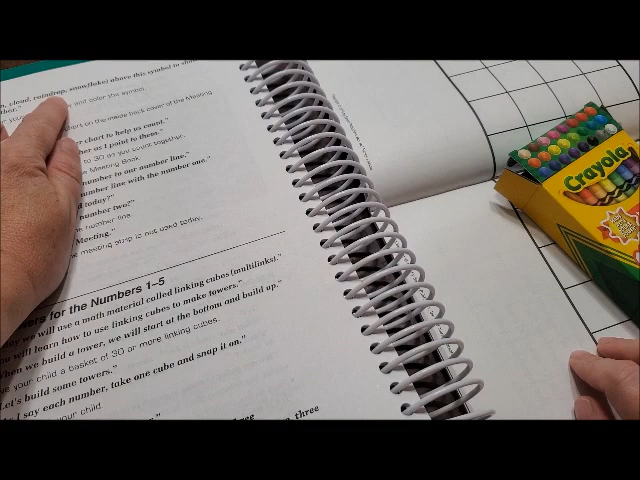 cloud, raindrop, snowflake) above this symbol to
and color the symbol.
on the inside back cover of the Meeting
chart to help us count."
as I point to them."
to 30 as you count together.
Meeting Book.
number to our number line."
number line with the number one."
today?"
number two?"
number line.
Meeting."
meeting strip is not used today.
for the Numbers 1–5
we will use a math material called linking cubes (multilinks)."
will learn how to use linking cubes to make towers."
we build a tower, we will start at the bottom and build up."
your child a basket of 30 or more linking cubes.
Let's build some towers."
I say each number, take one cube and snap it on."
your child.
three
Crayola